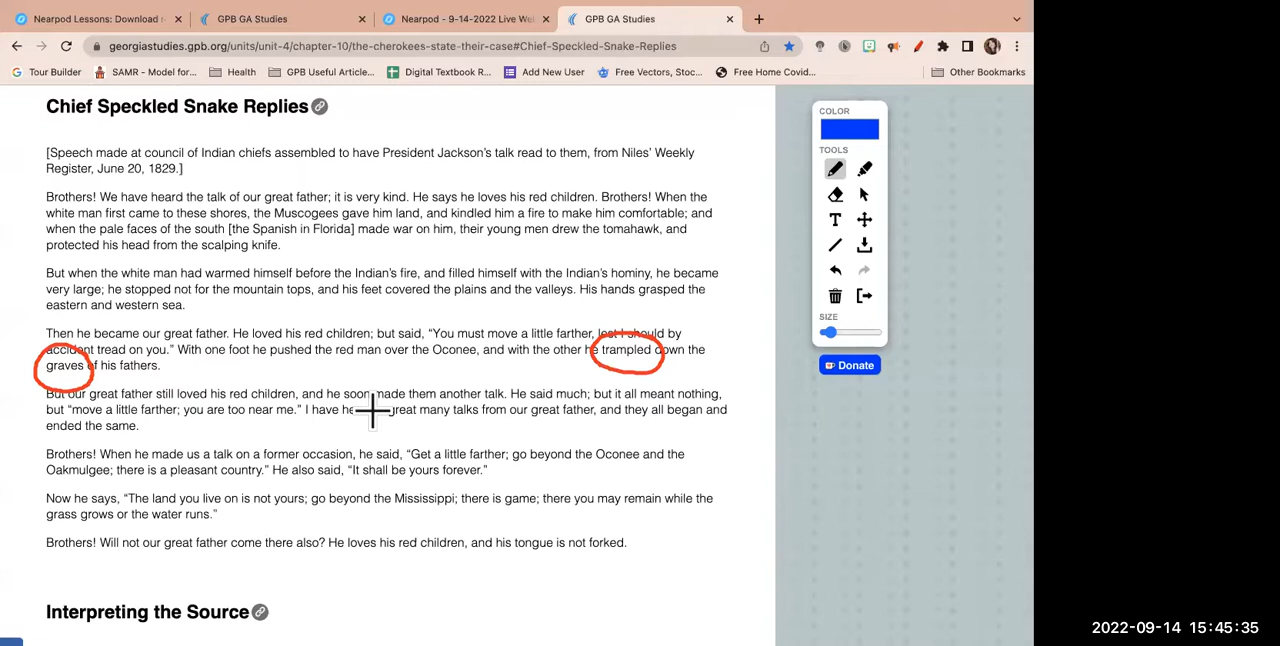 Nearpod Lessons: Download r
GPB GA Studies
Nearpod - 9-14-2022 Live We
GPB GA Studies
georgiastudies.gpb.org/units/unit-4/chapter-10/the-cherokees-state-their-case#Chief-Speckled-Snake-Replies
Tour Builder
SAMR - Model for...
Health
GPB Useful Article...
Digital Textbook R...
Add New User
Free Vectors, Stoc...
Free Home Covid...
Other Bookmarks
Chief Speckled Snake Replies
[Speech made at council of Indian chiefs assembled to have President Jackson's talk read to them, from Niles' Weekly
Register, June 20, 1829.]
Brothers! We have heard the talk of our great father; it is very kind. He says he loves his red children. Brothers! When the
white man first came to these shores, the Muscogees gave him land, and kindled him a fire to make him comfortable; and
when the pale faces of the south [the Spanish in Florida] made war on him, their young men drew the tomahawk, and
protected his head from the scalping knife.
But when the white man had warmed himself before the Indian's fire, and filled himself with the Indian's hominy, he became
very large; he stopped not for the mountain tops, and his feet covered the plains and the valleys. His hands grasped the
eastern and western sea.
Then he became our great father. He loved his red children; but said, “You must move a little farther, lest I should by
accident tread on you.” With one foot he pushed the red man over the Oconee, and with the other he trampled down the
graves of his fathers.
But our great father still loved his red children, and he soon made them another talk. He said much; but it all meant nothing,
but “move a little farther; you are too near me.” I have great many talks from our great father, and they all began and
ended the same.
Brothers! When he made us a talk on a former occasion, he said, “Get a little farther; go beyond the Oconee and the
Oakmulgee; there is a pleasant country.” He also said, “It shall be yours forever.”
Now he says, “The land you live on is not yours; go beyond the Mississippi; there is game; there you may remain while the
grass grows or the water runs.”
Brothers! Will not our great father come there also? He loves his red children, and his tongue is not forked.
Interpreting the Source
COLOR
TOOLS
T
SIZE
Donate
2022-09-14 15:45:35